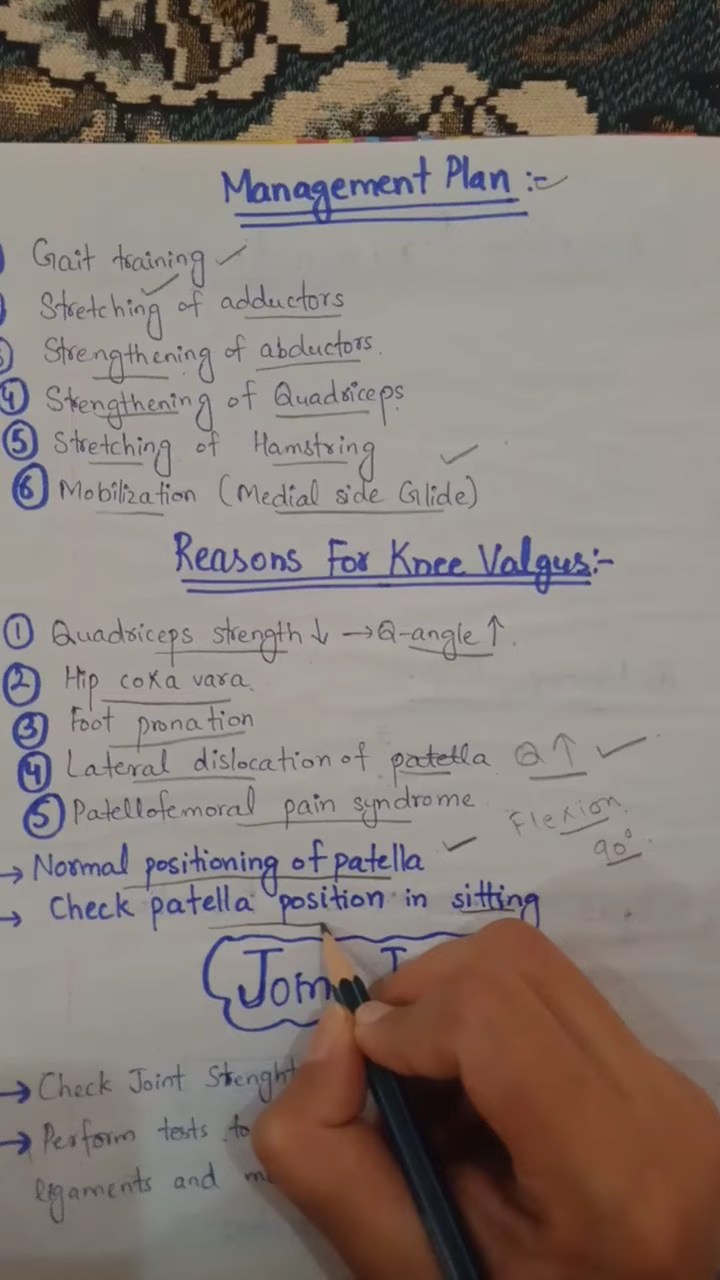 Management Plan :-
Gait training ✓
Stretching of adductors
Strengthening of abductors.
④ Strengthening of Quadriceps
⑤ Stretching of Hamstring
⑥ Mobilization (Medial side Glide)
Reasons For Knee Valgus:-
① Quadriceps strength ↓ → Q-angle ↑.
② Hip coxa vara.
③ Foot pronation
④ Lateral dislocation of patella Q ↑ ✓
⑤ Patellofemoral pain syndrome
Flexion.
90°
→ Normal positioning of patella ✓
→ Check patella position in sitting
→ Check Joint Strenght
→ Perform tests to
ligaments and